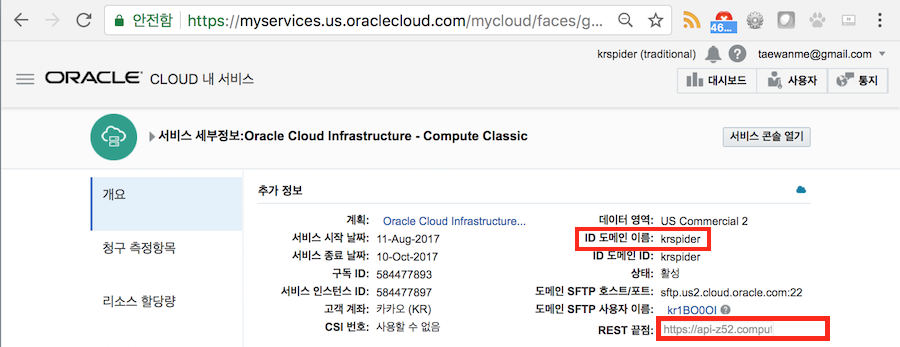 안전함 https://myservices.us.oraclecloud.com/mycloud/faces/g...
46...
krspider (traditional) taewanme@gmail.com
ORACLE CLOUD 내 서비스
대시보드 사용자 통지
서비스 세부정보:Oracle Cloud Infrastructure - Compute Classic
서비스 콘솔 열기
개요
청구 측정항목
리소스 할당량
추가 정보
계획: Oracle Cloud Infrastructure...
서비스 시작 날짜: 11-Aug-2017
서비스 종료 날짜: 10-Oct-2017
구독 ID: 584477893
서비스 인스턴스 ID: 584477897
고객 계좌: 카카오 (KR)
CSI 번호: 사용할 수 없음
데이터 영역: US Commercial 2
ID 도메인 이름: krspider
ID 도메인 ID: krspider
상태: 활성
도메인 SFTP 호스트/포트: sftp.us2.cloud.oracle.com:22
도메인 SFTP 사용자 이름: kr1BO0OI
REST 끝점: https://api-z52.comput